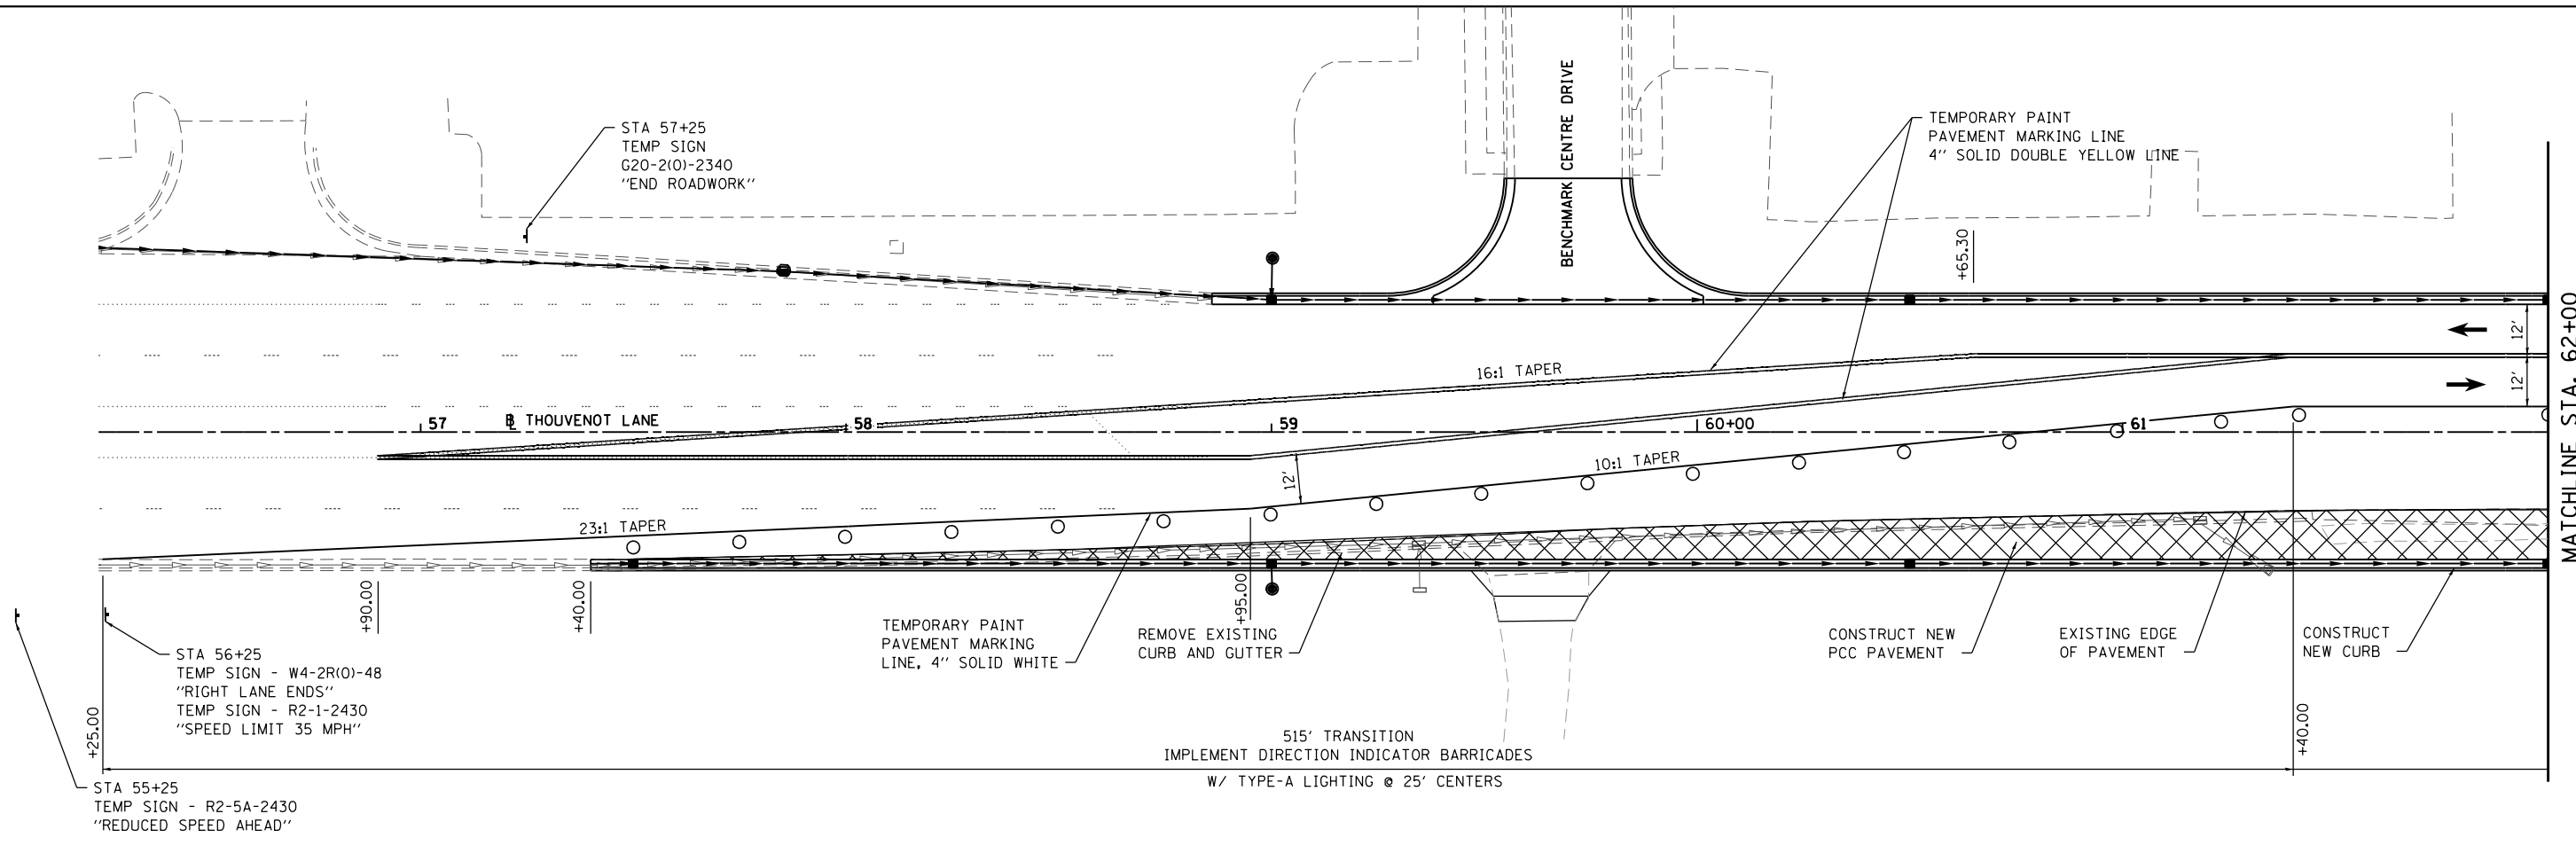 STA 57+25
TEMP SIGN
G20-2(O)-2340
"END ROADWORK"
BENCHMARK CENTRE DRIVE
TEMPORARY PAINT
PAVEMENT MARKING LINE
4" SOLID DOUBLE YELLOW LINE
+65.30
12'
12'
MATCHLINE STA. 62+00
16:1 TAPER
57
B THOUVENOT LANE
58
59
60+00
61
12'
10:1 TAPER
23:1 TAPER
+90.00
+40.00
+95.00
TEMPORARY PAINT
PAVEMENT MARKING
LINE, 4" SOLID WHITE
REMOVE EXISTING
CURB AND GUTTER
CONSTRUCT NEW
PCC PAVEMENT
EXISTING EDGE
OF PAVEMENT
CONSTRUCT
NEW CURB
STA 56+25
TEMP SIGN - W4-2R(O)-48
"RIGHT LANE ENDS"
TEMP SIGN - R2-1-2430
"SPEED LIMIT 35 MPH"
+25.00
+40.00
515' TRANSITION
IMPLEMENT DIRECTION INDICATOR BARRICADES
W/ TYPE-A LIGHTING @ 25' CENTERS
STA 55+25
TEMP SIGN - R2-5A-2430
"REDUCED SPEED AHEAD"